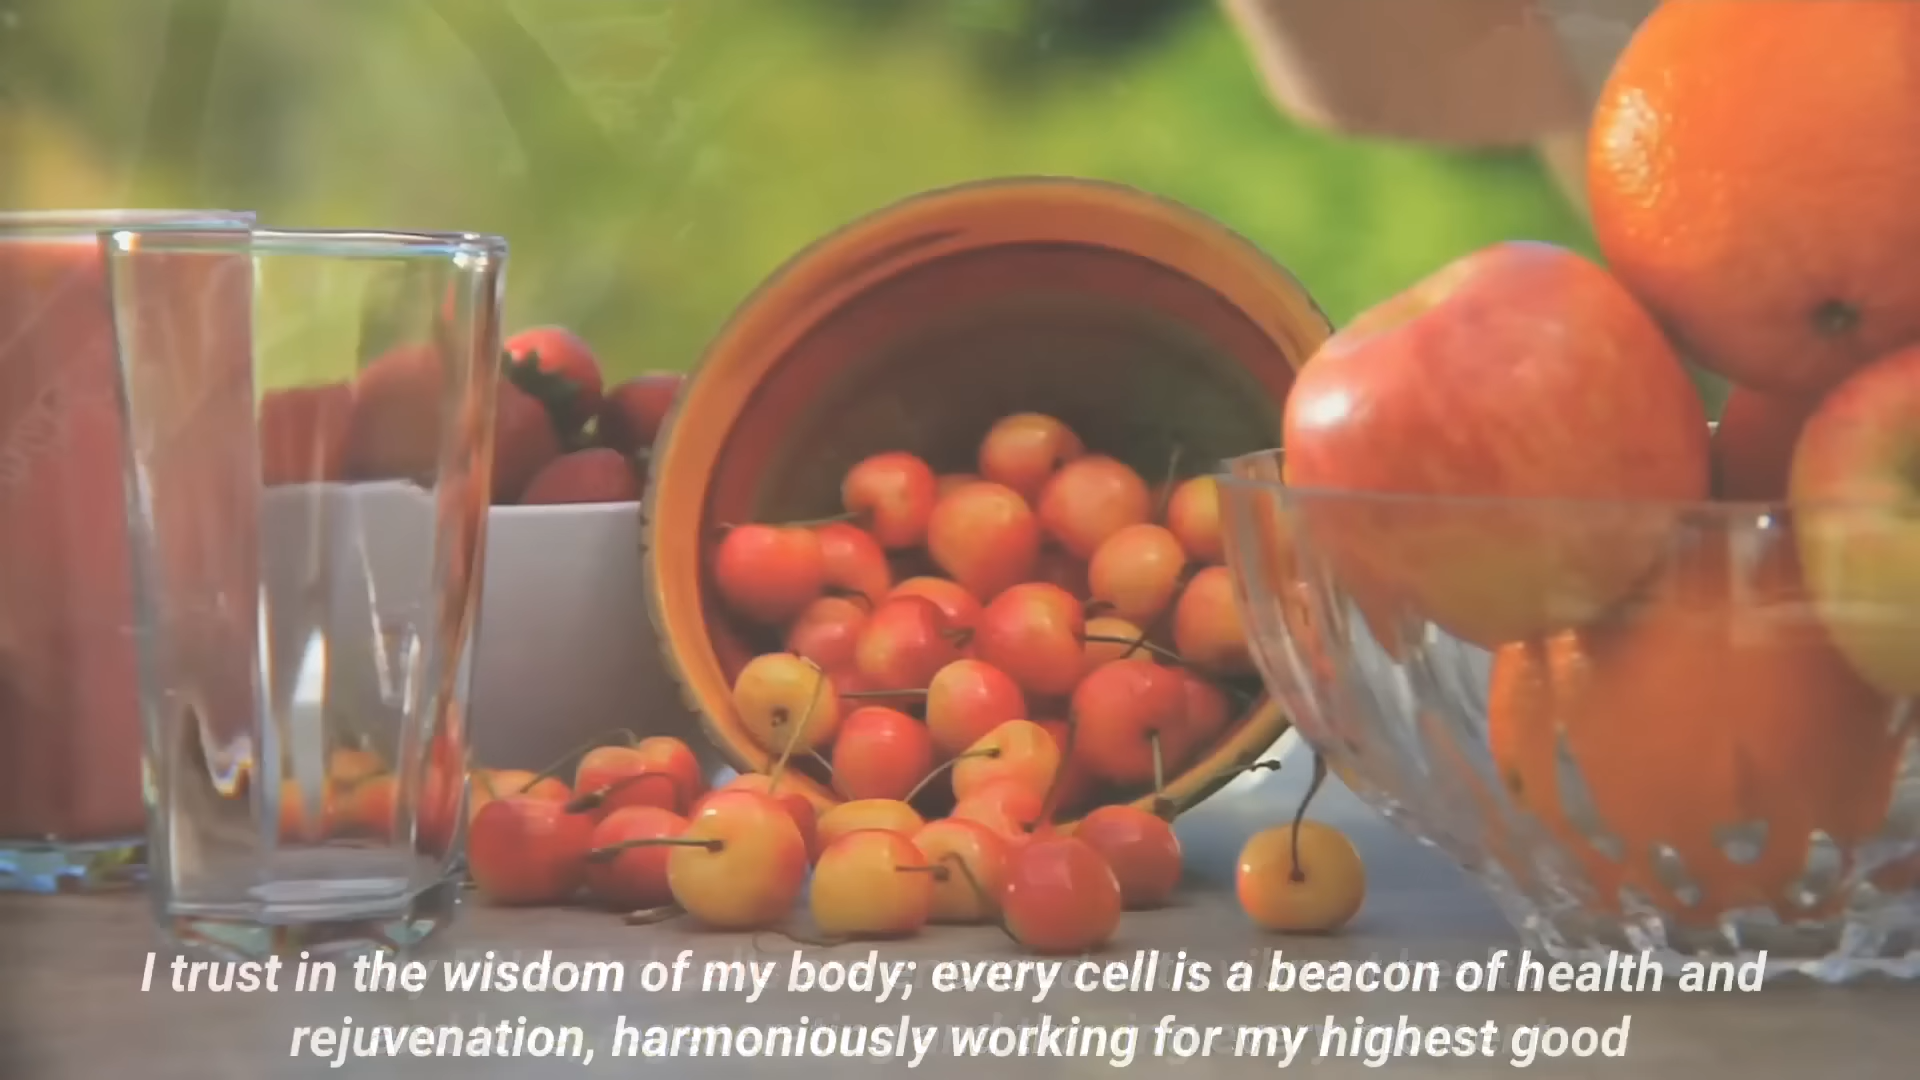 I trust in the wisdom of my body; every cell is a beacon of health and
rejuvenation, harmoniously working for my highest good